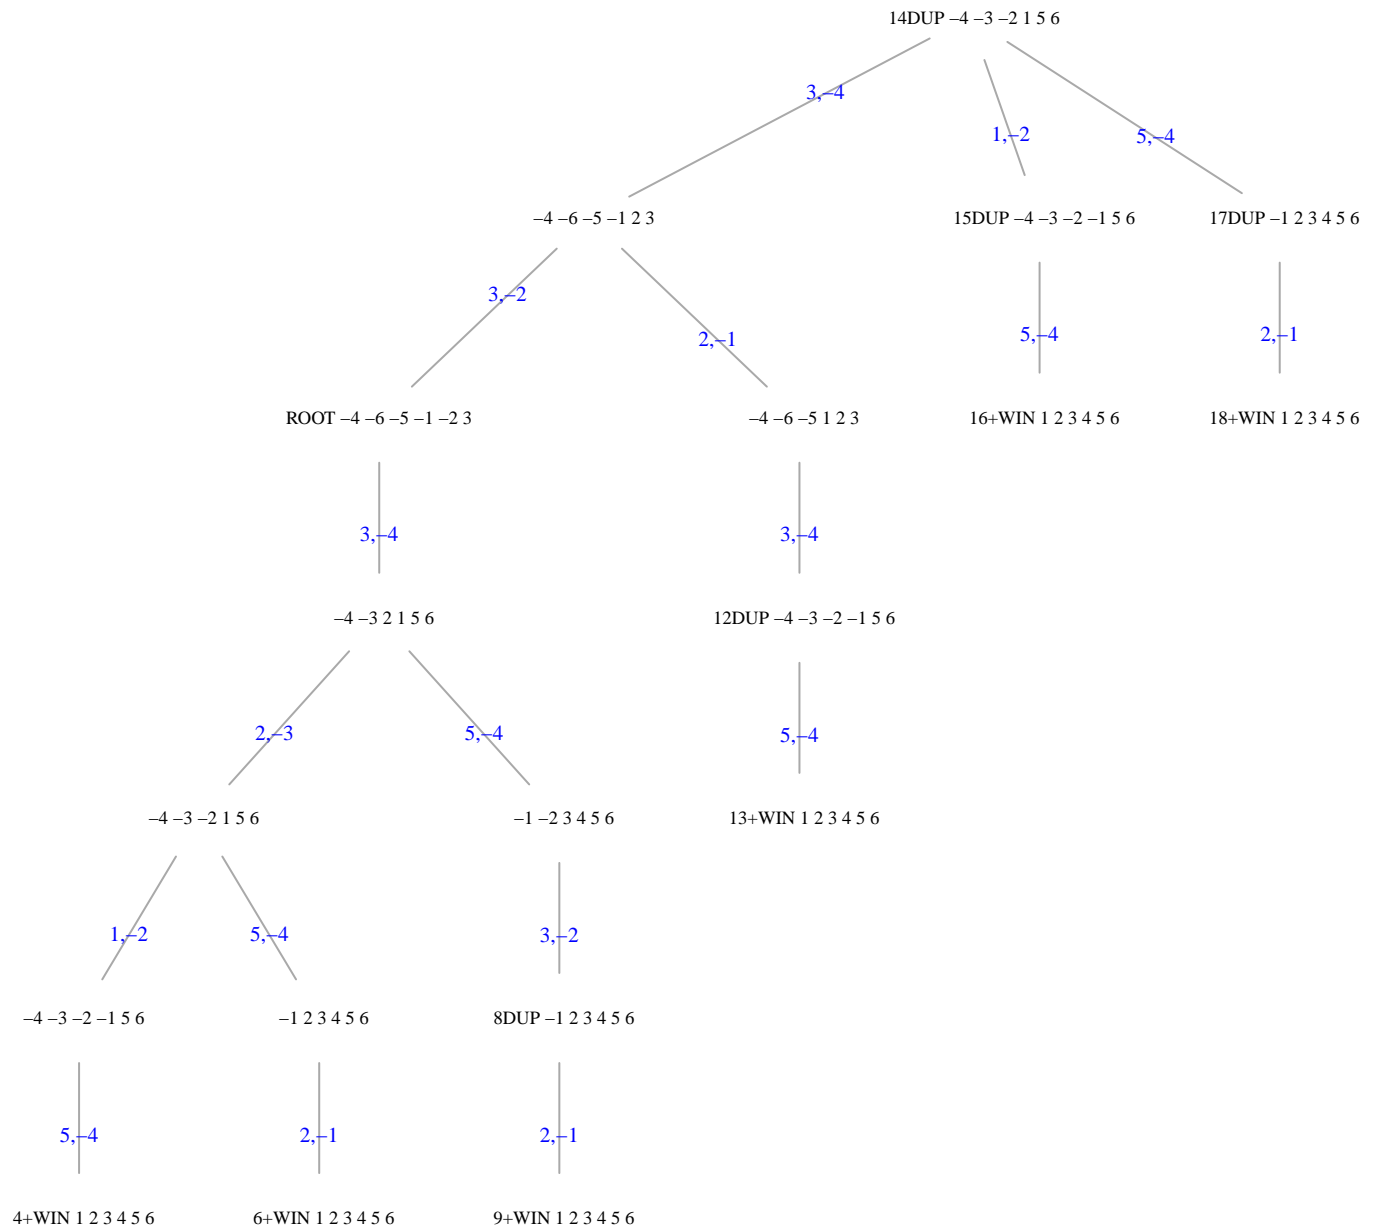 14DUP –4 –3 –2 1 5 6
3,–4
1,–2
5,–4
–4 –6 –5 –1 2 3
15DUP –4 –3 –2 –1 5 6
17DUP –1 2 3 4 5 6
3,–2
2,–1
5,–4
2,–1
ROOT –4 –6 –5 –1 –2 3
–4 –6 –5 1 2 3
16+WIN 1 2 3 4 5 6
18+WIN 1 2 3 4 5 6
3,–4
3,–4
–4 –3 2 1 5 6
12DUP –4 –3 –2 –1 5 6
2,–3
5,–4
5,–4
–4 –3 –2 1 5 6
–1 –2 3 4 5 6
13+WIN 1 2 3 4 5 6
1,–2
5,–4
3,–2
–4 –3 –2 –1 5 6
–1 2 3 4 5 6
8DUP –1 2 3 4 5 6
5,–4
2,–1
2,–1
4+WIN 1 2 3 4 5 6
6+WIN 1 2 3 4 5 6
9+WIN 1 2 3 4 5 6